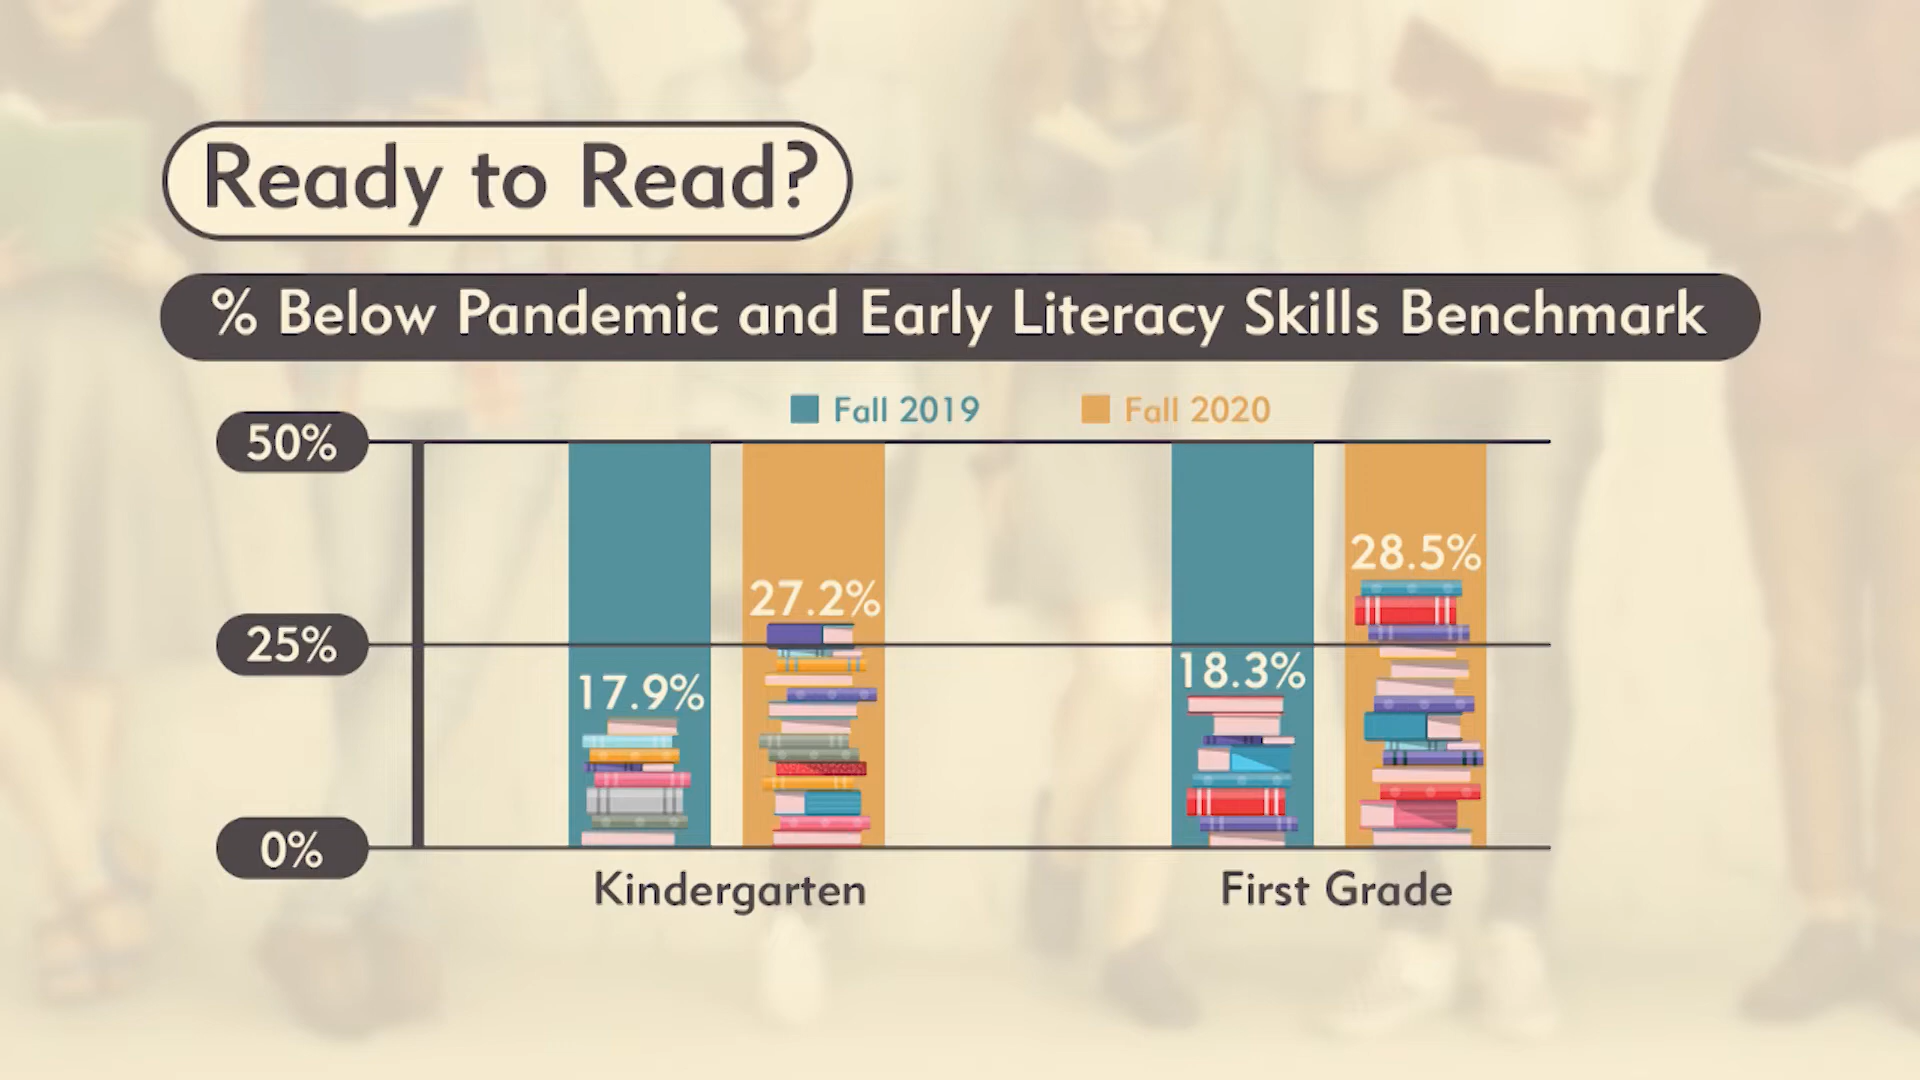 Ready to Read?
% Below Pandemic and Early Literacy Skills Benchmark
Fall 2019 Fall 2020
50%
28.5%
27.2%
25%
18.3%
17.9%
0%
Kindergarten First Grade